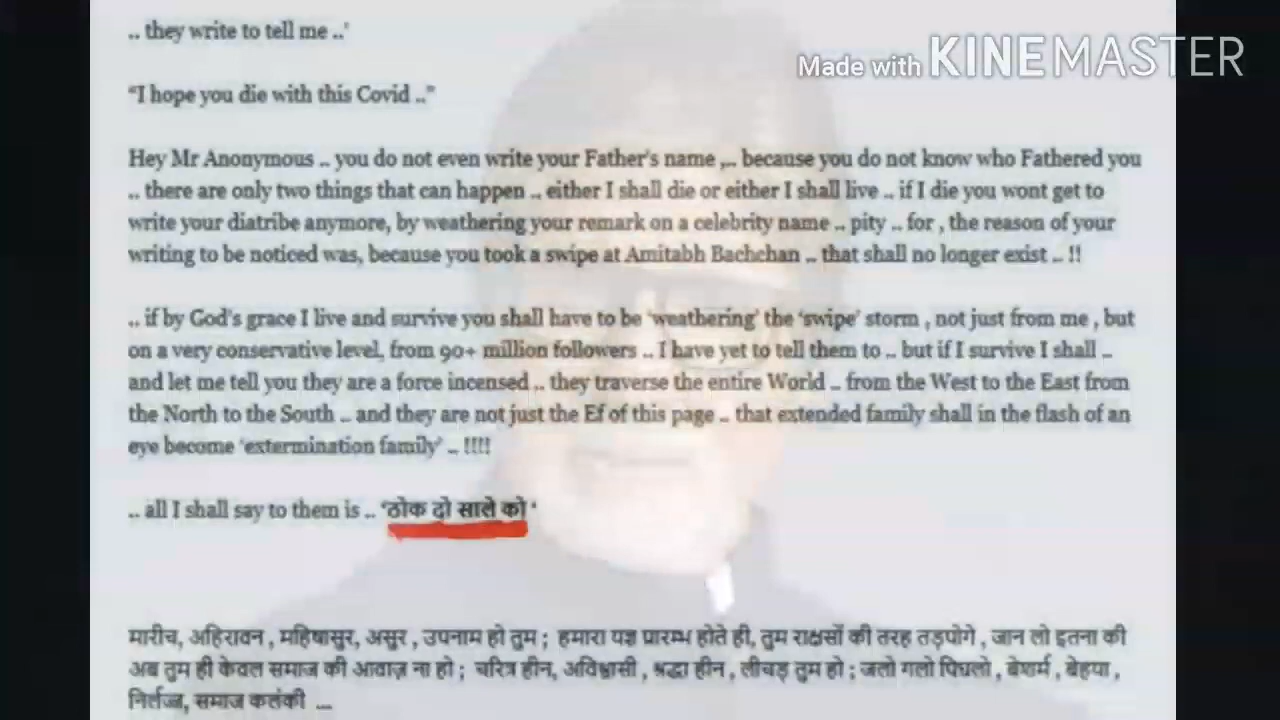 .. they write to tell me ..'
Made with KINEMASTER
“I hope you die with this Covid ..”
Hey Mr Anonymous .. you do not even write your Father's name ,.. because you do not know who Fathered you
.. there are only two things that can happen .. either I shall die or either I shall live .. if I die you wont get to
write your diatribe anymore, by weathering your remark on a celebrity name .. pity .. for , the reason of your
writing to be noticed was, because you took a swipe at Amitabh Bachchan .. that shall no longer exist .. !!
.. if by God's grace I live and survive you shall have to be 'weathering' the 'swipe' storm , not just from me , but
on a very conservative level, from 90+ million followers .. I have yet to tell them to .. but if I survive I shall ..
and let me tell you they are a force incensed .. they traverse the entire World .. from the West to the East from
the North to the South .. and they are not just the Ef of this page .. that extended family shall in the flash of an
eye become 'extermination family' .. !!!!
.. all I shall say to them is .. 'ठोक दो साले को '
मारीच, अहिरावन , महिषासुर, असुर , उपनाम हो तुम ; हमारा यज्ञ प्रारम्भ होते ही, तुम राक्षसों की तरह तड़पोगे , जान लो इतना की
अब तुम ही केवल समाज की आवाज़ ना हो ; चरित्र हीन, अविश्वासी , श्रद्धा हीन , लीचड़ तुम हो ; जलो गलो पिघलो , बेशर्म , बेहया ,
निर्लज्ज, समाज कलंकी ...